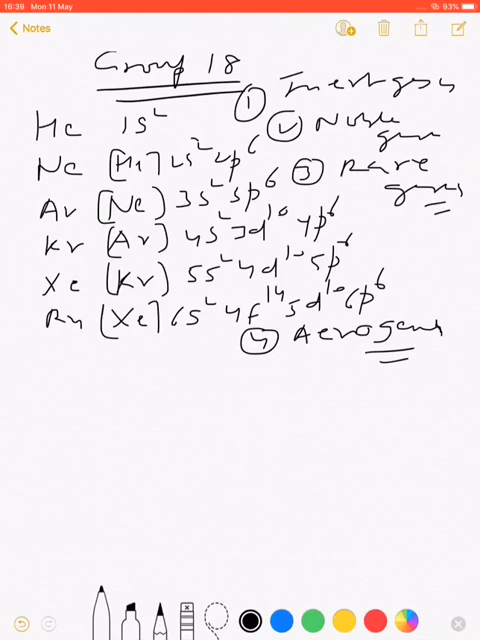 16:39 Mon 11 May
93%
Notes
Group 18
① Inert gases
He 1s²
② Noble gases
Ne [He] 2s² 2p⁶
③ Rare gases
Ar [Ne] 3s² 3p⁶
Kr [Ar] 4s² 3d¹⁰ 4p⁶
Xe [Kr] 5s² 4d¹⁰ 5p⁶
Rn [Xe] 6s² 4f¹⁴ 5d¹⁰ 6p⁶
④ Aerogens